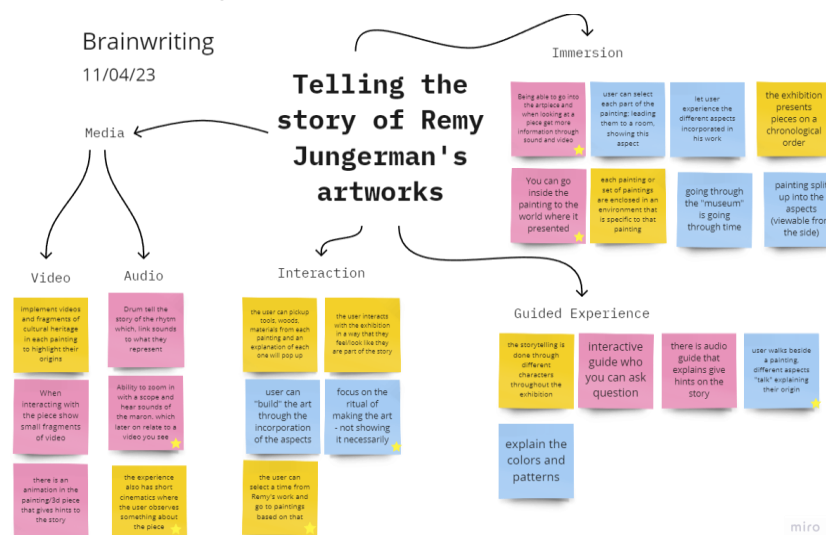 Brainwriting
11/04/23
Telling the
story of Remy
Jungerman's
artworks
Media
Video
Implement videos
and fragments of
cultural heritage
in each painting
to highlight their
origins
When
interacting with
the piece show
small fragments
of video
there is an
animation in the
painting/3d piece
that gives hints to
the story
Audio
Drum tell the
story of the rhytm
which, link sounds
to what they
represent
Ability to soom in
with a scope and
hear sounds of
the maron, which
later on relate to a
video you see
the experience
also has short
cinematics where
the user observes
something about
the piece
Interaction
the user can pickup
tools, woods,
materials from each
painting and an
explanation of each
one will pop up
the user interacts
with the exhibition
in a way that they
feel/look like they
are part of the story
user can
"build" the art
through the
incorporation
of the aspects
focus on the
ritual of
making the art
- not showing
it necessarily
the user can
select a time from
Remy's work and
go to paintings
based on that
Immersion
Being able to go into
the artpiece and
when looking at a
piece get more
information through
sound and video
user can select
each part of the
painting; leading
them to a room,
showing this
aspect
let user
experience the
different aspects
incorporated in
his work
the exhibition
presents
pieces on a
chronological
order
You can go
inside the
painting to the
world where it
presented
each painting or
set of paintings
are enclosed in an
environment that
is specific to that
painting
going through
the "museum" is
going through
time
painting split
up into the
aspects
(viewable from
the side)
Guided Experience
the storytelling is
done through
different
characters
throughout the
exhibition
interactive
guide who
you can ask
question
there is audio
guide that
explains give
hints on the
story
user walks beside
a painting,
different aspects
"talk" explaining
their origin
explain the
colors and
patterns
miro